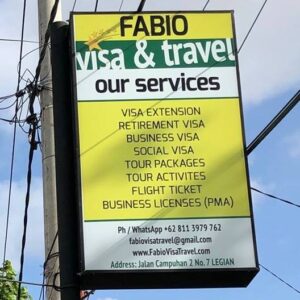 FABIO
visa & travel
our services
VISA EXTENSION
RETIREMENT VISA
BUSINESS VISA
SOCIAL VISA
TOUR PACKAGES
TOUR ACTIVITES
FLIGHT TICKET
BUSINESS LICENSES (PMA)
Ph / WhatsApp +62 811 3979 762
fabiovisatravel@gmail.com
www.FabioVisaTravel.com
Address: Jalan Campuhan 2 No. 7 LEGIAN